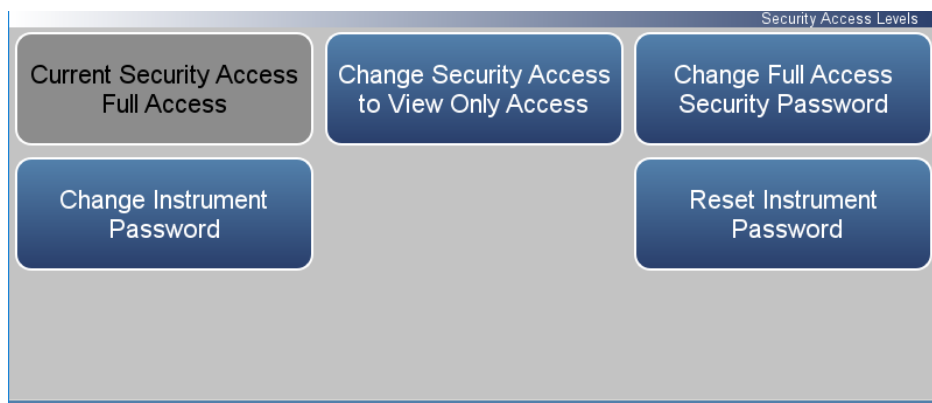 Security Access Levels
Current Security Access
Full Access
Change Security Access
to View Only Access
Change Full Access
Security Password
Change Instrument
Password
Reset Instrument
Password